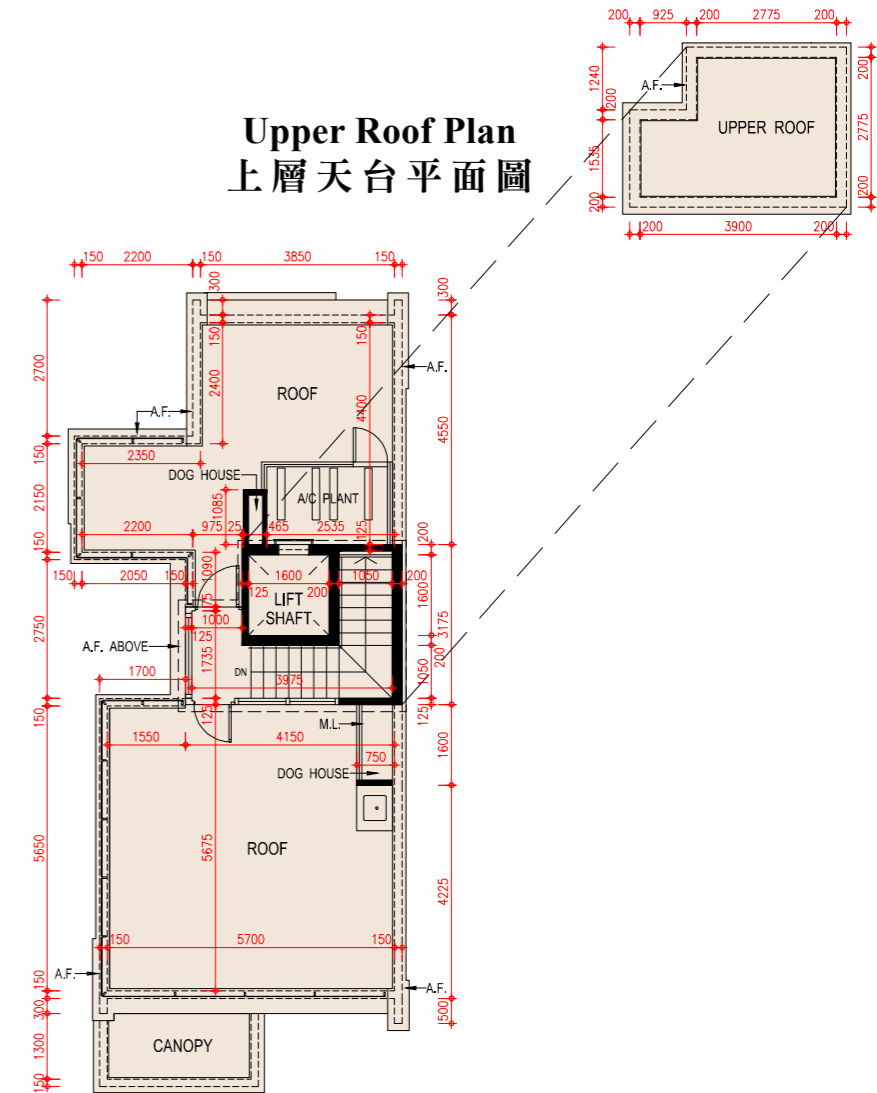 200 925 200 2775 200
1240
200
1535
200
A.F.
UPPER ROOF
200
2775
200
200 3900 200
Upper Roof Plan
上層天台平面圖
150 2200 150 3850 150
300
300
2700
150
150
2400
4400
ROOF
A.F.
4550
A.F.
150
2350
DOG HOUSE
1085
A/C PLANT
2150
2200 975 25 465 2535
125
200
150
150 2050 150
1090
1600 1050 200
125 200
LIFT
SHAFT
1600
75
1000
125
2750
A.F. ABOVE
1735
3175
200
DN
1050
1700
3975
150
125
125
M.L.
1550 4150
750
1600
DOG HOUSE
5650
5675
ROOF
4225
150 5700 150
A.F.
A.F.
150
300
500
1300
CANOPY
150